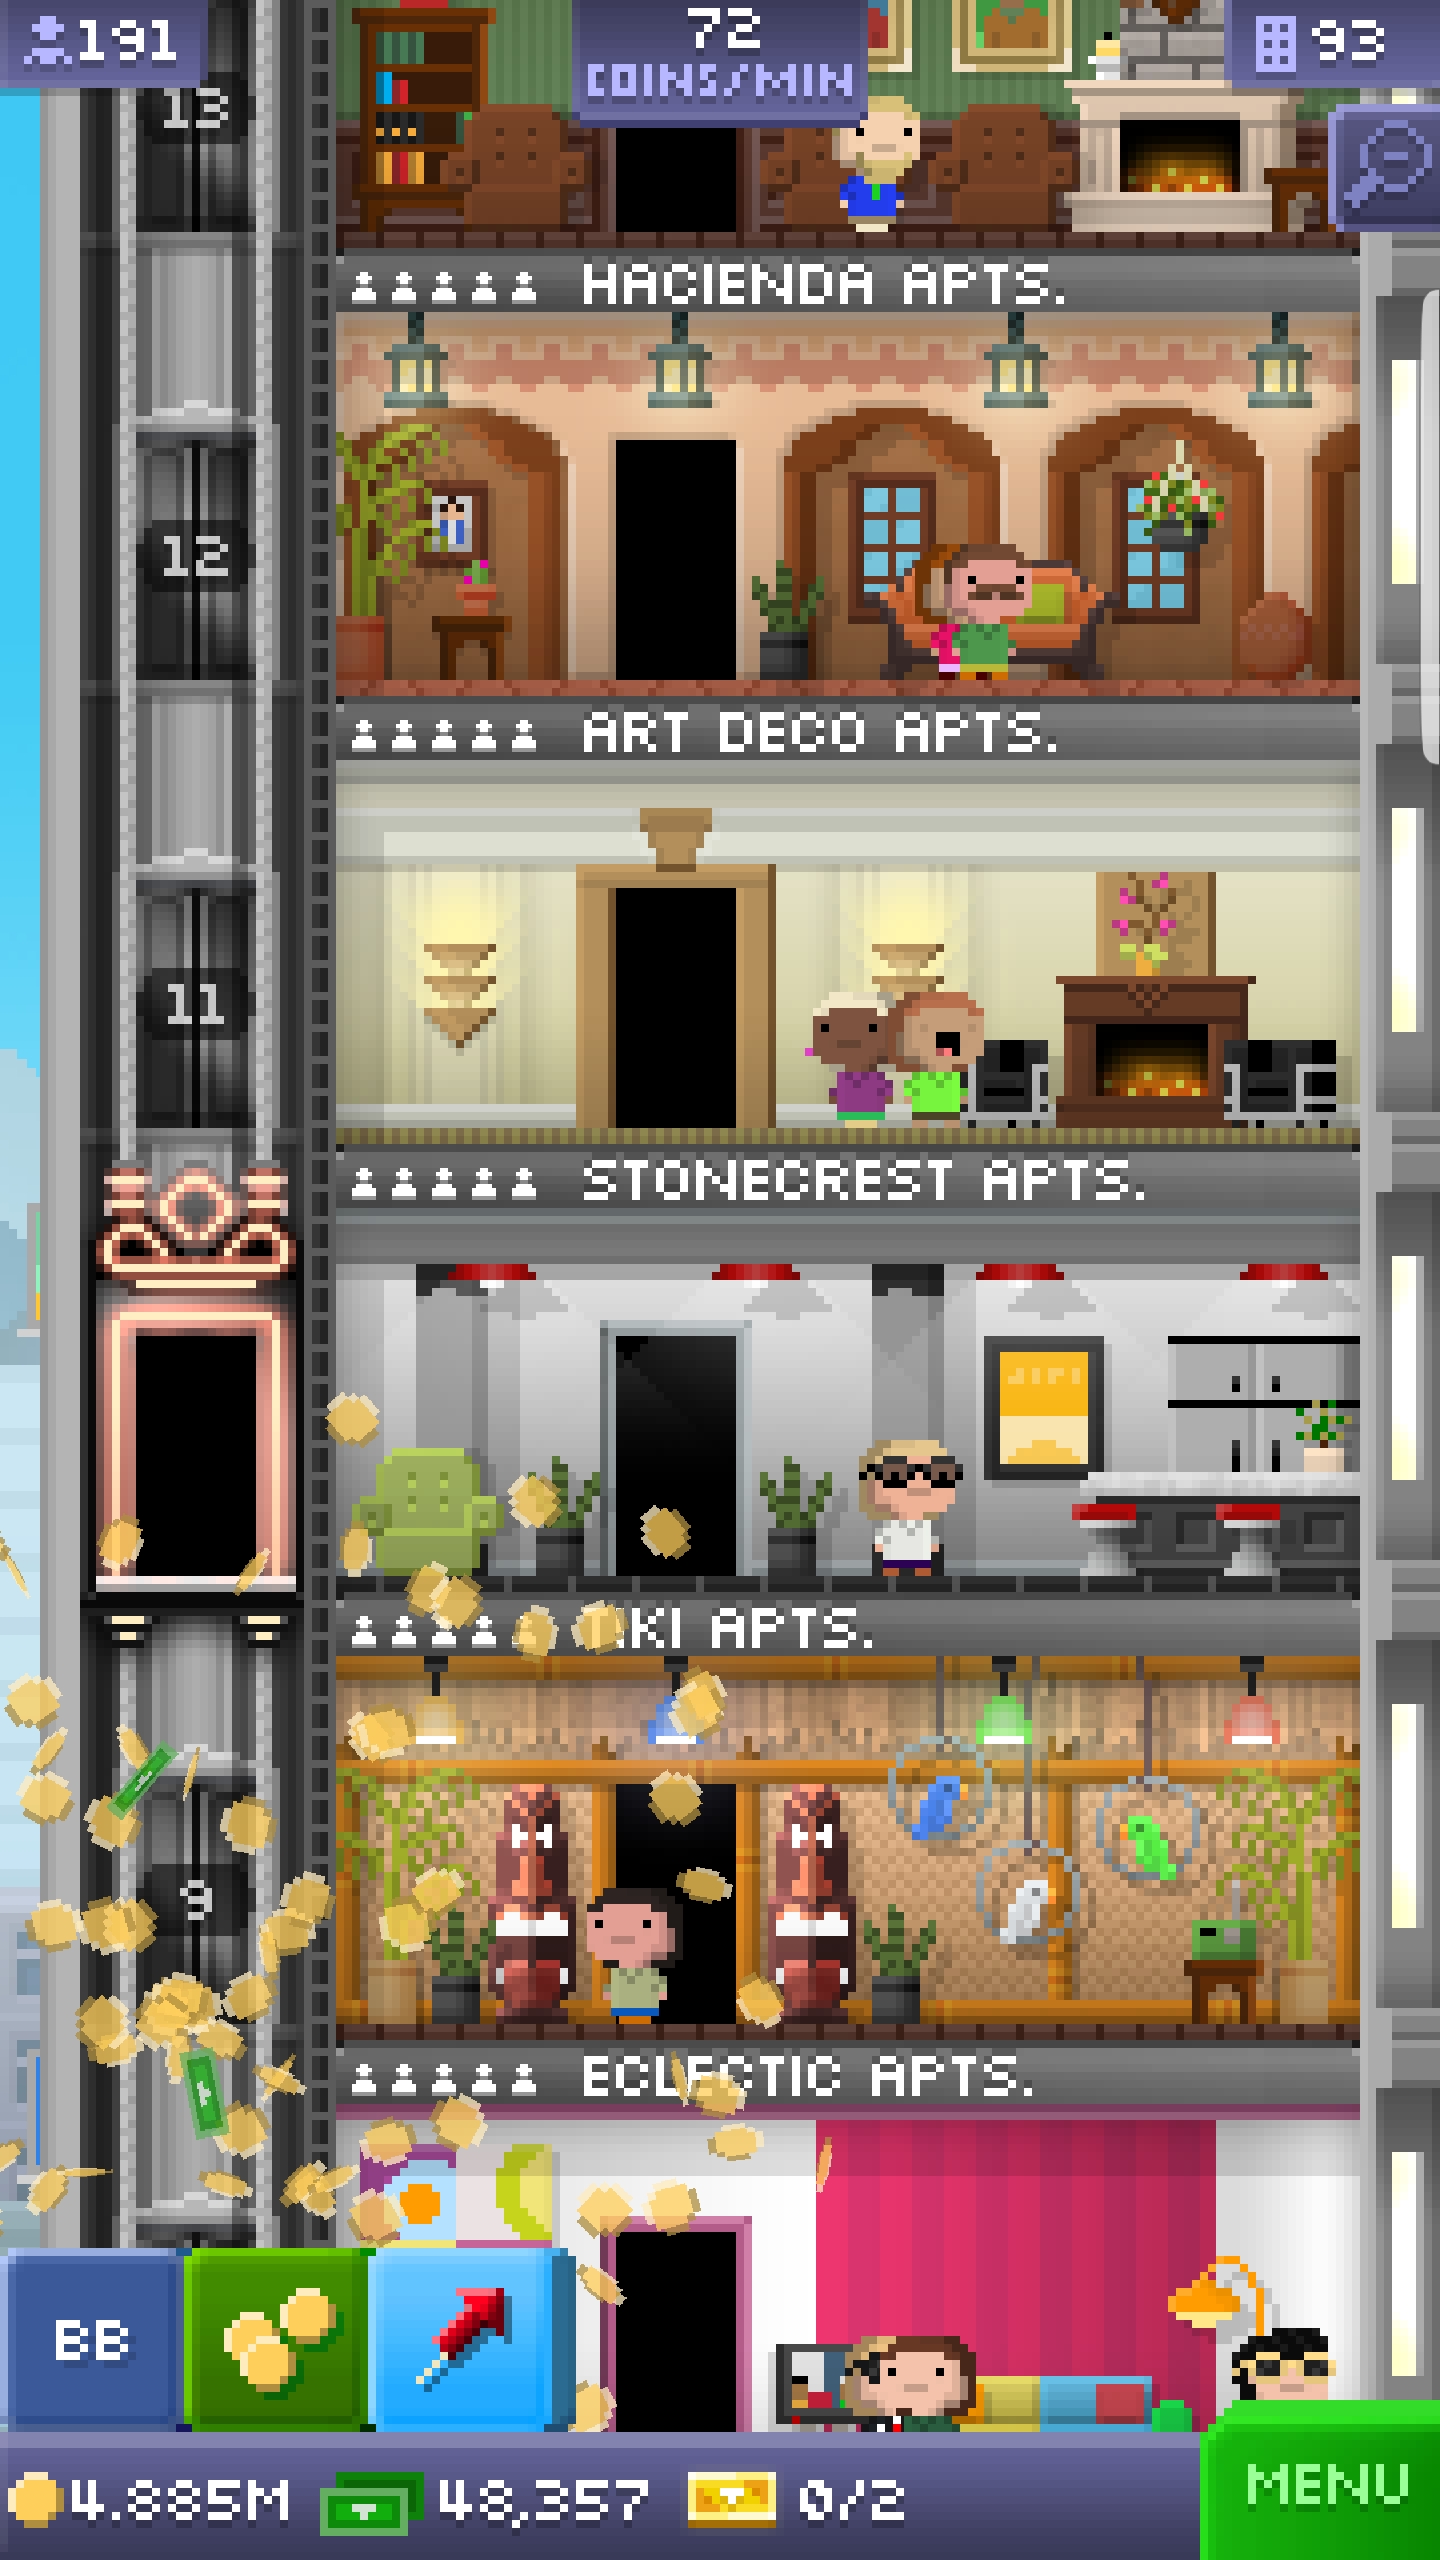 191
72
COINS/MIN
93
13
HACIENDA APTS.
12
ART DECO APTS.
11
STONECREST APTS.
KI APTS.
9
ECLECTIC APTS.
BB
4.885M
48,357
0/2
MENU